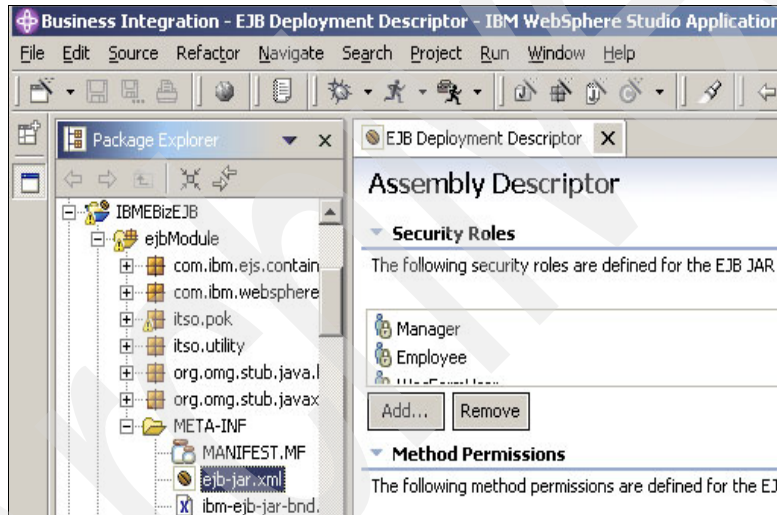 Business Integration - EJB Deployment Descriptor - IBM WebSphere Studio Application
File Edit Source Refactor Navigate Search Project Run Window Help
Package Explorer
EJB Deployment Descriptor
IBMEBizEJB
ejbModule
com.ibm.ejs.contain
com.ibm.websphere
itso.pok
itso.utility
org.omg.stub.java.l
org.omg.stub.javax
META-INF
MANIFEST.MF
ejb-jar.xml
ibm-ejb-jar-bnd.
Assembly Descriptor
Security Roles
The following security roles are defined for the EJB JAR
Manager
Employee
Add... Remove
Method Permissions
The following method permissions are defined for the EJ